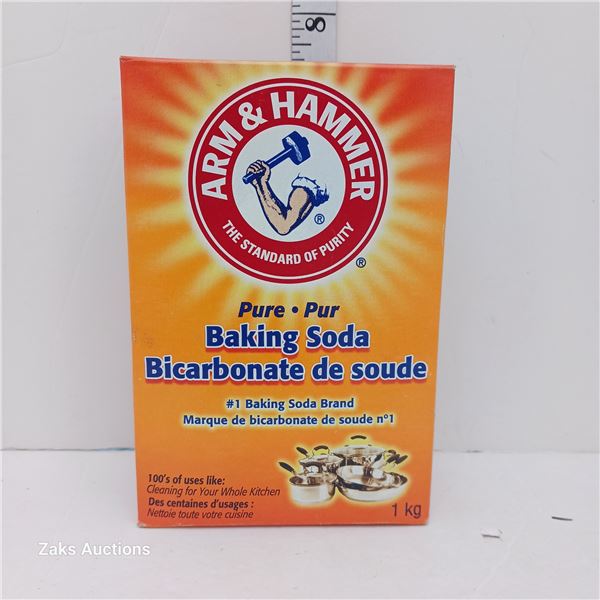 8
ARM & HAMMER
®
THE STANDARD OF PURITY
®
Pure • Pur
Baking Soda
Bicarbonate de soude
#1 Baking Soda Brand
Marque de bicarbonate de soude n°1
100's of uses like:
Cleaning for Your Whole Kitchen
Des centaines d'usages :
Nettoie toute votre cuisine
1 kg
Zaks Auctions